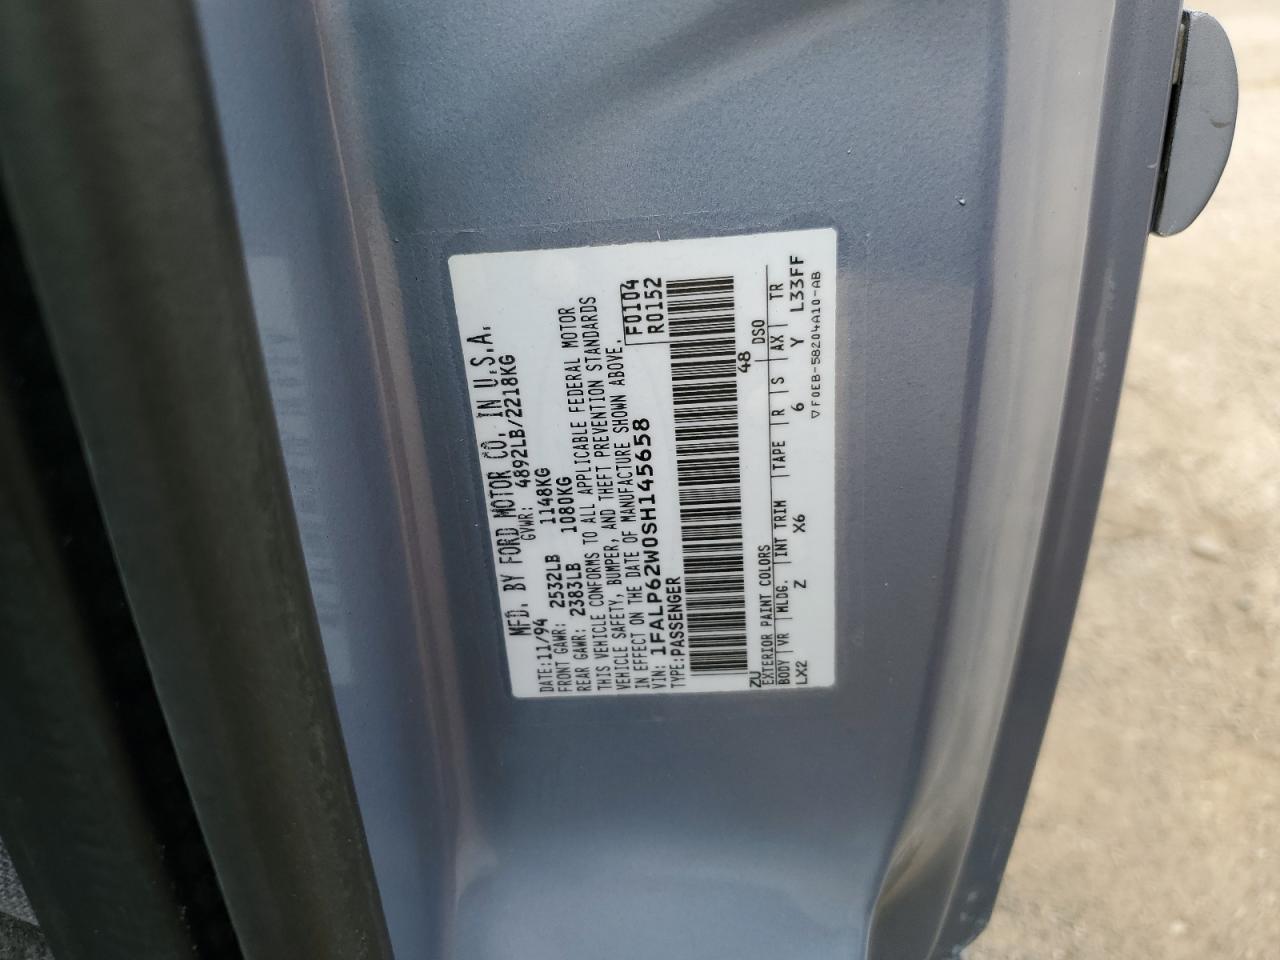 MFD. BY FORD MOTOR CO. IN U.S.A.
DATE: 11/94 GVWR: 4892LB/2218KG
FRONT GAWR: 2532LB 1148KG
REAR GAWR: 2383LB 1080KG
THIS VEHICLE CONFORMS TO ALL APPLICABLE FEDERAL MOTOR
VEHICLE SAFETY, BUMPER, AND THEFT PREVENTION STANDARDS
IN EFFECT ON THE DATE OF MANUFACTURE SHOWN ABOVE.
VIN: 1FALP62W0SH145658 F0104
TYPE: PASSENGER R0152
ZU 48
EXTERIOR PAINT COLORS DSO
BODY VR MLDG. INT TRIM TAPE R S AX TR
LX2 Z X6 6 Y L33FF
▽ F0EB-58204A10-AB